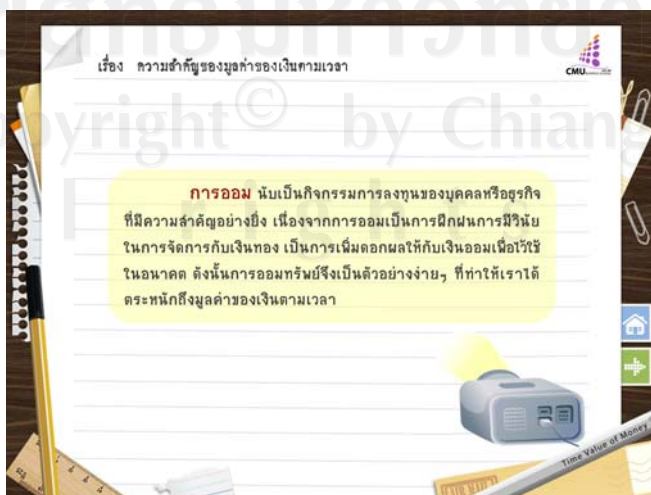 เรื่อง ความสำคัญของมูลค่าของเงินตามเวลา
CMU
Copyright© by Chiang
การออม นับเป็นกิจกรรมการลงทุนของบุคคลหรือธุรกิจ
ที่มีความสำคัญอย่างยิ่ง เนื่องจากการออมเป็นการฝึกฝนการมีวินัย
ในการจัดการกับเงินทอง เป็นการเพิ่มดอกผลให้กับเงินออมเพื่อไว้ใช้
ในอนาคต ดังนั้นการออมทรัพย์จึงเป็นตัวอย่างง่ายๆ ที่ทำให้เราได้
ตระหนักถึงมูลค่าของเงินตามเวลา
Time Value of Money